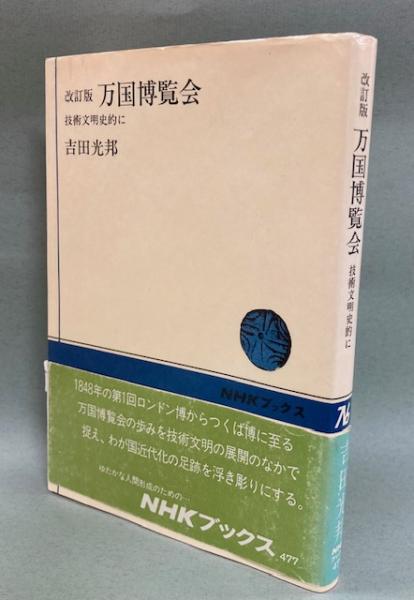 改訂版 万国博覧会
技術文明史的に
吉田光邦
NHKブックス
1848年の第1回ロンドン博からつくば博に至る
万国博覧会の歩みを技術文明の展開のなかで
捉え、わが国近代化の足跡を浮き彫りにする。
ゆたかな人間形成のための…
NHKブックス
477
改訂版 万国博覧会 技術文明史的に
吉田光邦
NHK